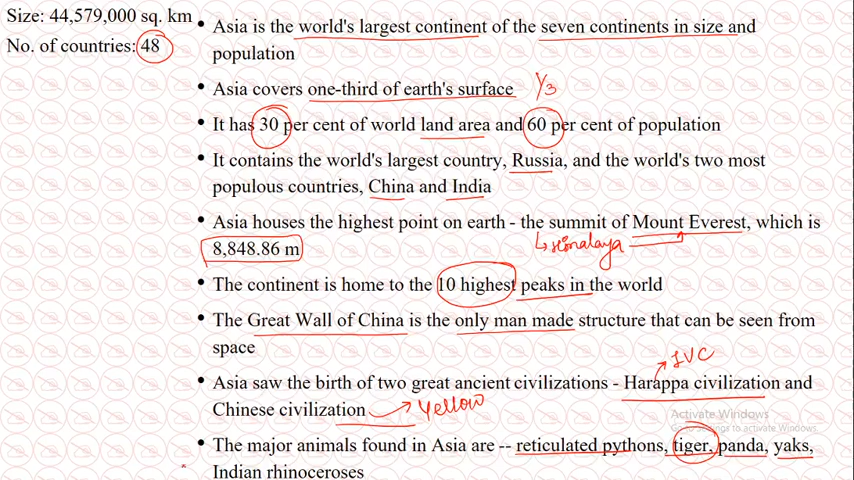 Size: 44,579,000 sq. km
No. of countries: 48
• Asia is the world's largest continent of the seven continents in size and
population
• Asia covers one-third of earth's surface 1/3
• It has 30 per cent of world land area and 60 per cent of population
• It contains the world's largest country, Russia, and the world's two most
populous countries, China and India
• Asia houses the highest point on earth - the summit of Mount Everest, which is
8,848.86 m
Himalaya
• The continent is home to the 10 highest peaks in the world
• The Great Wall of China is the only man made structure that can be seen from
space
IVC
• Asia saw the birth of two great ancient civilizations - Harappa civilization and
Chinese civilization Yellow
Activate Windows
Go to Settings to activate Windows.
• The major animals found in Asia are -- reticulated pythons, tiger, panda, yaks,
Indian rhinoceroses